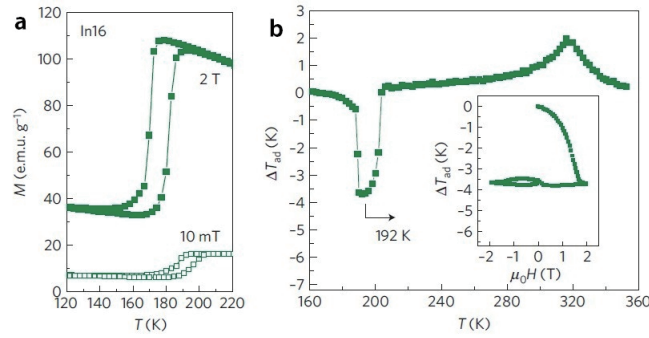 a
In16
2 T
10 mT
M (e.m.u. g⁻¹)
120
100
80
60
40
20
0
120 140 160 180 200 220
T (K)
b
ΔTad (K)
4
3
2
1
0
-1
-2
-3
-4
-5
-6
-7
192 K
160 200 240 280 320 360
T (K)
ΔTad (K)
0
-1
-2
-3
-4
-5
-6
-2 -1 0 1 2
μ₀H (T)